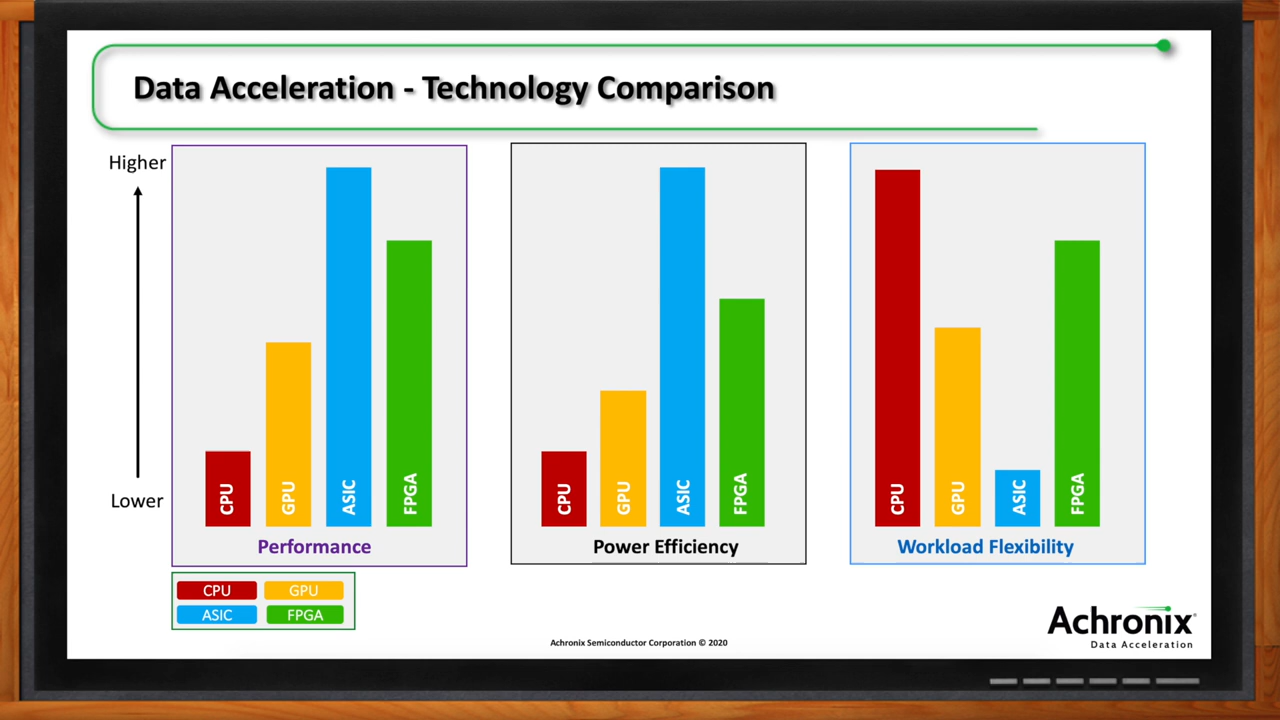 Data Acceleration - Technology Comparison
Higher
Lower
CPU
GPU
ASIC
FPGA
Performance
CPU
GPU
ASIC
FPGA
Power Efficiency
CPU
GPU
ASIC
FPGA
Workload Flexibility
CPU GPU
ASIC FPGA
Achronix Semiconductor Corporation © 2020
Achronix®
Data Acceleration